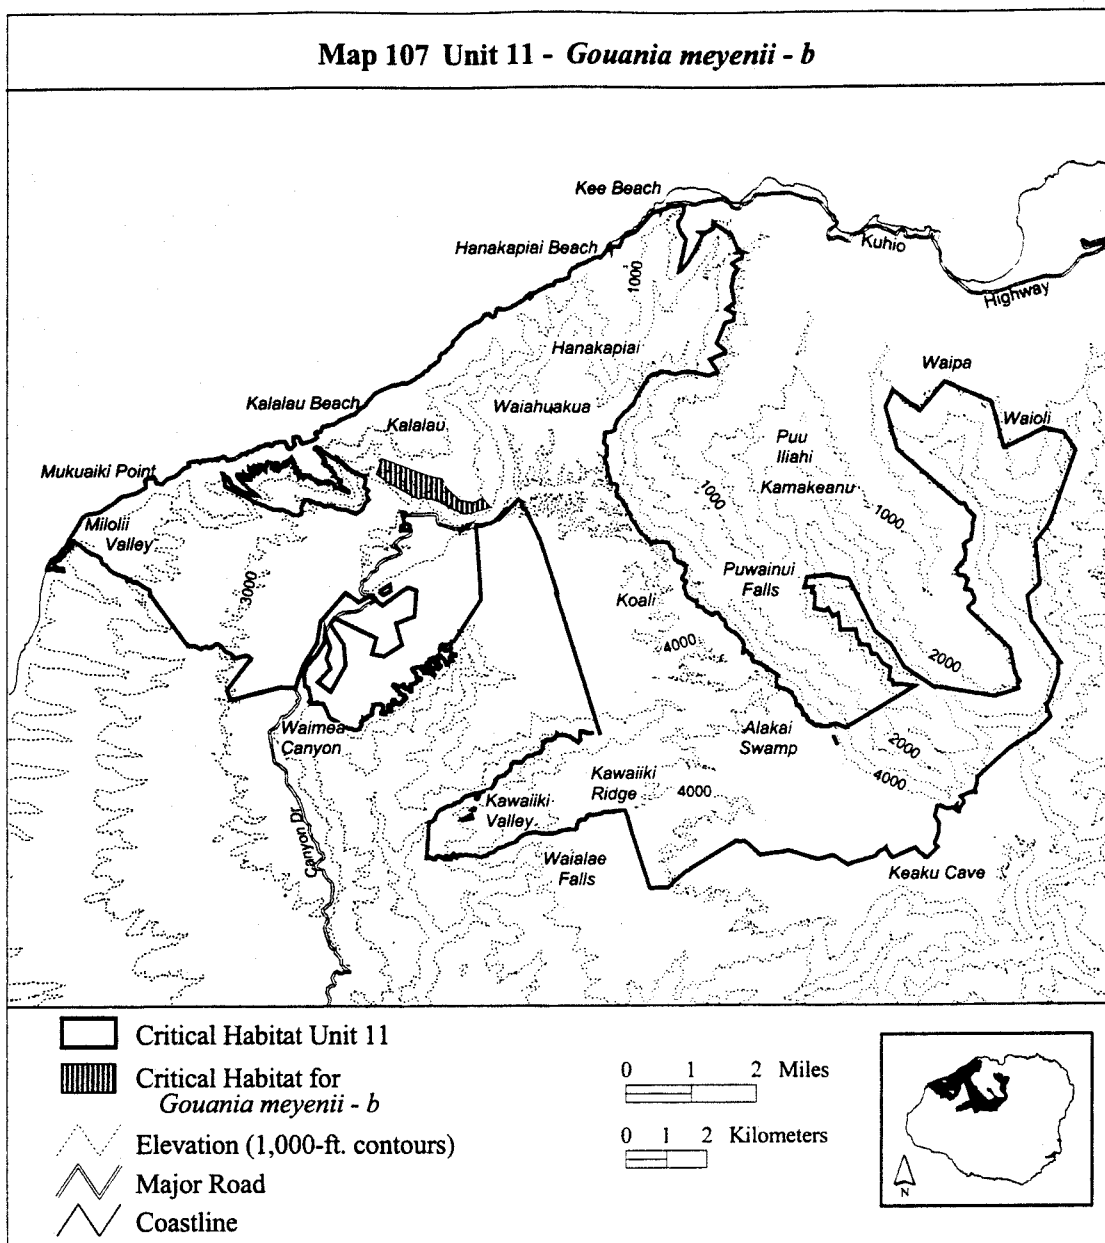 Map 107 Unit 11 - Gouania meyenii - b
Kee Beach
Kuhio
Hanakapiai Beach
1000
Highway
Hanakapiai
Waipa
Kalalau Beach
Waiahuakua
Waioli
Kalalau
Puu
Iliahi
Mukuaiki Point
Kamakeanu
1000
1000
Milolii
Valley
Puwainui
Falls
3000
Koali
4000
2000
Waimea
Canyon
Alakai
Swamp
2000
Kawaiiki
Ridge
4000
4000
Kawaiiki
Valley
Canyon Dr
Waialae
Falls
Keaku Cave
Critical Habitat Unit 11
Critical Habitat for
Gouania meyenii - b
Elevation (1,000-ft. contours)
Major Road
Coastline
0 1 2 Miles
0 1 2 Kilometers
N